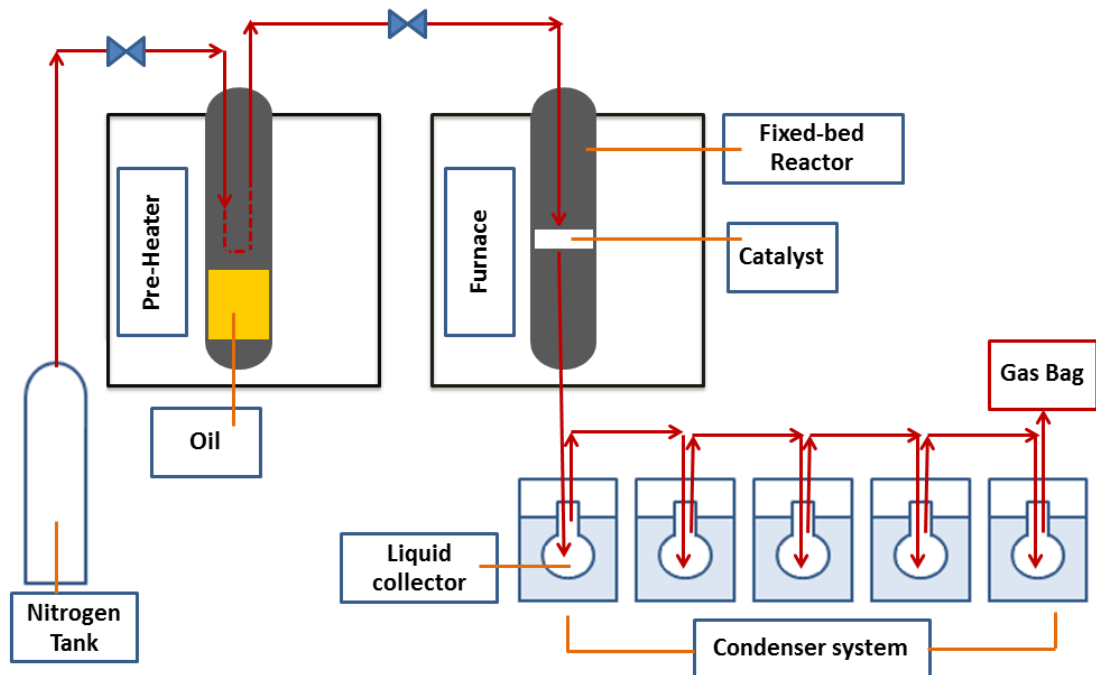 Pre-Heater
Oil
Nitrogen
Tank
Furnace
Fixed-bed
Reactor
Catalyst
Gas Bag
Liquid
collector
Condenser system